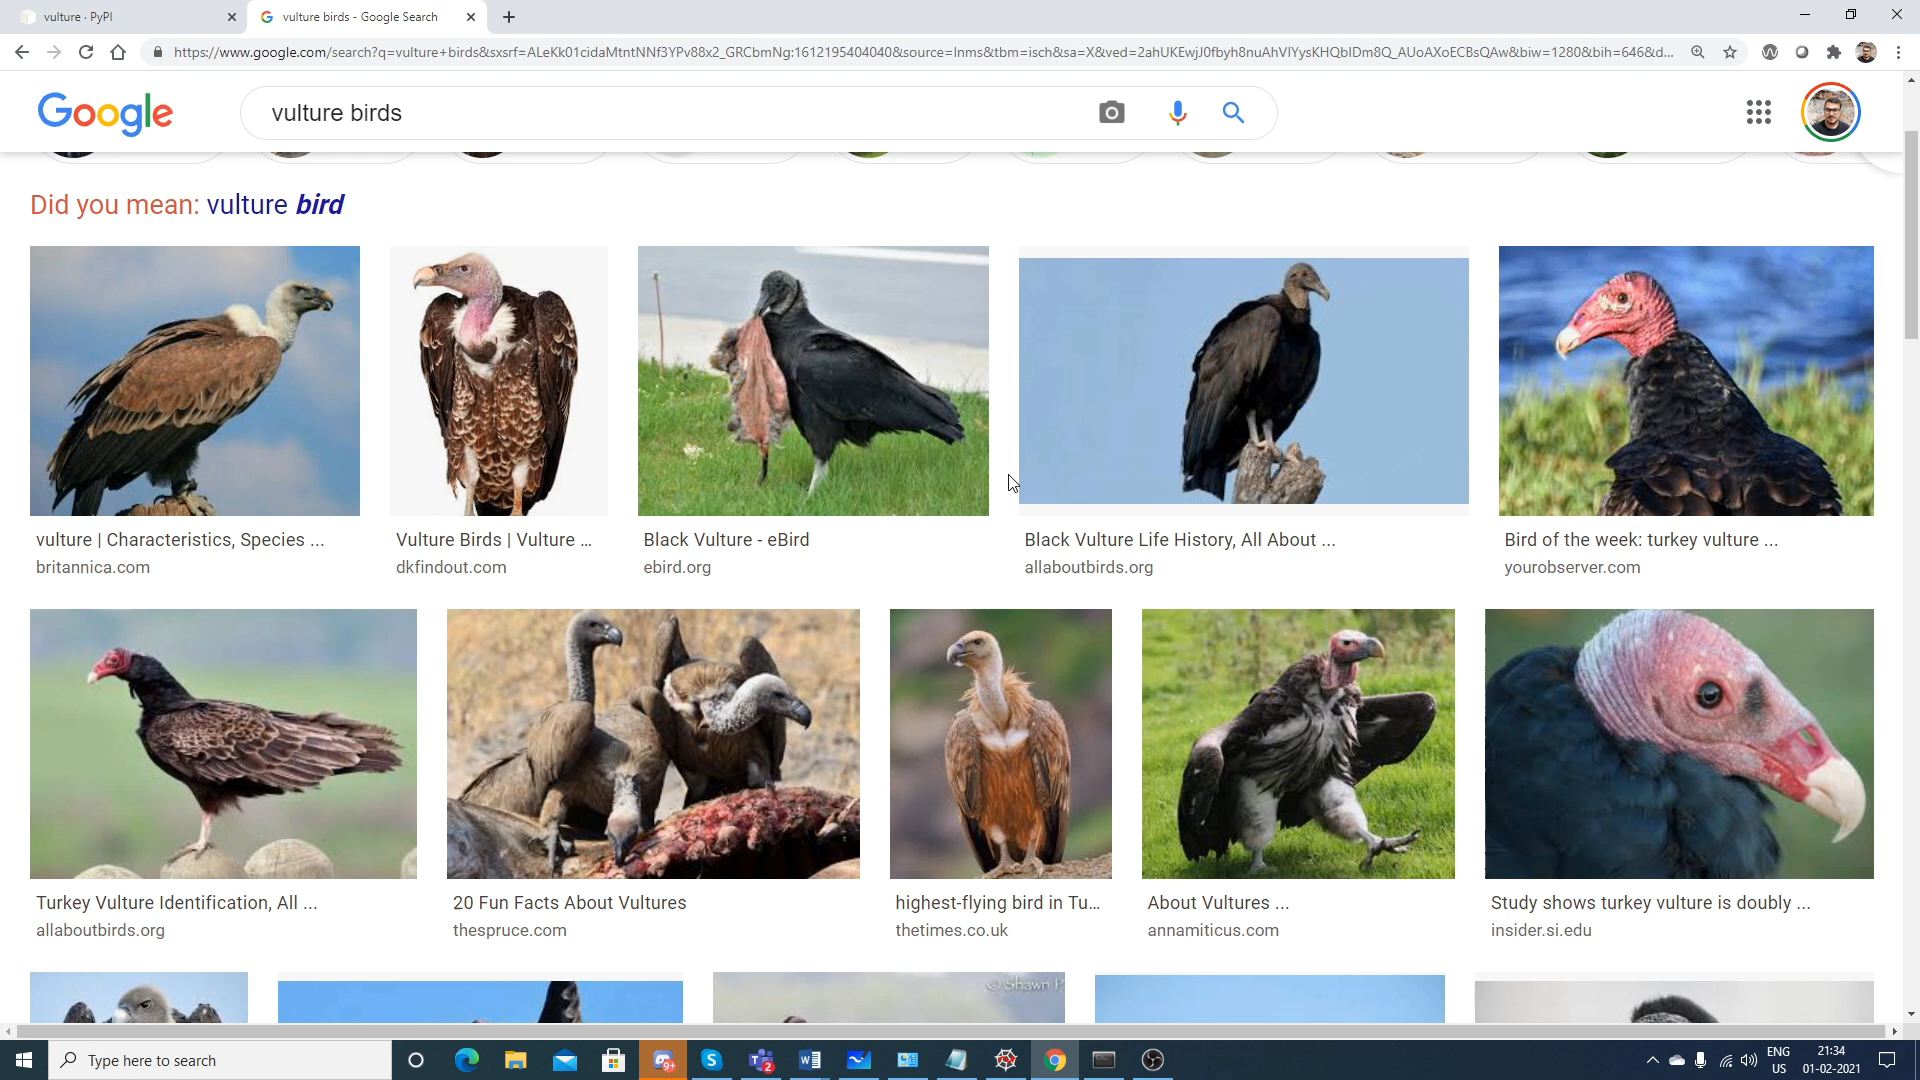 vulture · PyPI
vulture birds - Google Search
https://www.google.com/search?q=vulture+birds&sxsrf=ALeKk01cidaMtntNNf3YPv88x2_GRCbmNg:1612195404040&source=lnms&tbm=isch&sa=X&ved=2ahUKEwjJ0fbyh8nuAhVIYysKHQbIDm8Q_AUoAXoECBsQAw&biw=1280&bih=646&d...
Google
vulture birds
Did you mean: vulture bird
vulture | Characteristics, Species ...
britannica.com
Vulture Birds | Vulture ...
dkfindout.com
Black Vulture - eBird
ebird.org
Black Vulture Life History, All About ...
allaboutbirds.org
Bird of the week: turkey vulture ...
yourobserver.com
Turkey Vulture Identification, All ...
allaboutbirds.org
20 Fun Facts About Vultures
thespruce.com
highest-flying bird in Tu...
thetimes.co.uk
About Vultures ...
annamiticus.com
Study shows turkey vulture is doubly ...
insider.si.edu
© Shawn P
Type here to search
9+
2
ENG
US
21:34
01-02-2021